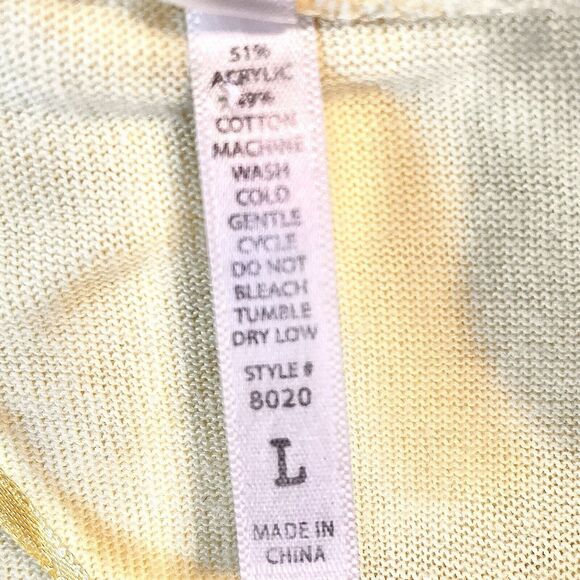 51%
ACRYLIC
49%
COTTON
MACHINE
WASH
COLD
GENTLE
CYCLE
DO NOT
BLEACH
TUMBLE
DRY LOW
STYLE #
8020
L
MADE IN
CHINA